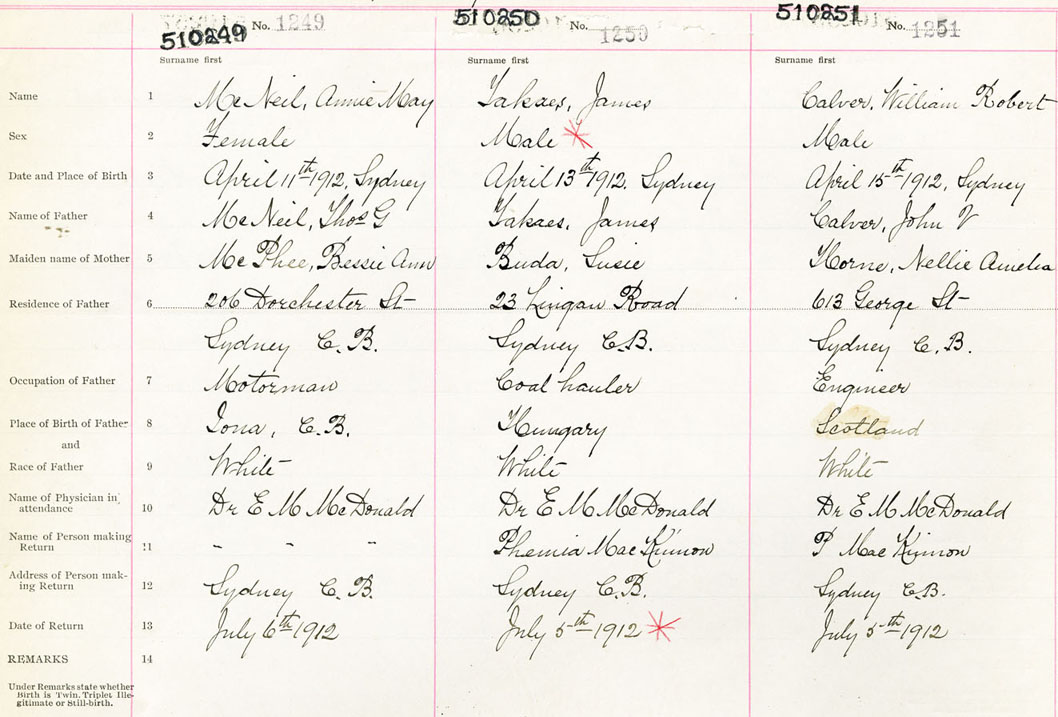 510249 No. 1249 510250 No. 1250 510251 No. 1251
Surname first Surname first Surname first
Name 1 McNeil, Annie May Takacs, James Calver, William Robert
Sex 2 Female Male * Male
Date and Place of Birth 3 April 11th 1912, Sydney April 13th 1912. Sydney April 15th 1912, Sydney
Name of Father 4 McNeil, Thos G Takacs, James Calver, John V
Maiden name of Mother 5 McPhee, Bessie Ann Buda, Susie Horne, Nellie Amelia
Residence of Father 6 206 Dorchester St 23 Lingan Road 613 George St
Sydney C.B. Sydney C.B. Sydney C.B.
Occupation of Father 7 Motorman Coal hauler Engineer
Place of Birth of Father 8 Iona, C.B. Hungary Scotland
and
Race of Father 9 White White White
Name of Physician in attendance 10 Dr E M McDonald Dr E M McDonald Dr E M McDonald
Name of Person making Return 11 - - - Phemia MacKinnon P MacKinnon
Address of Person mak-
ing Return 12 Sydney C.B. Sydney C.B. Sydney C.B.
Date of Return 13 July 6th 1912 July 5th 1912 * July 5th 1912
REMARKS 14
Under Remarks state whether
Birth is Twin, Triplet, Ille-
gitimate or Still-birth.